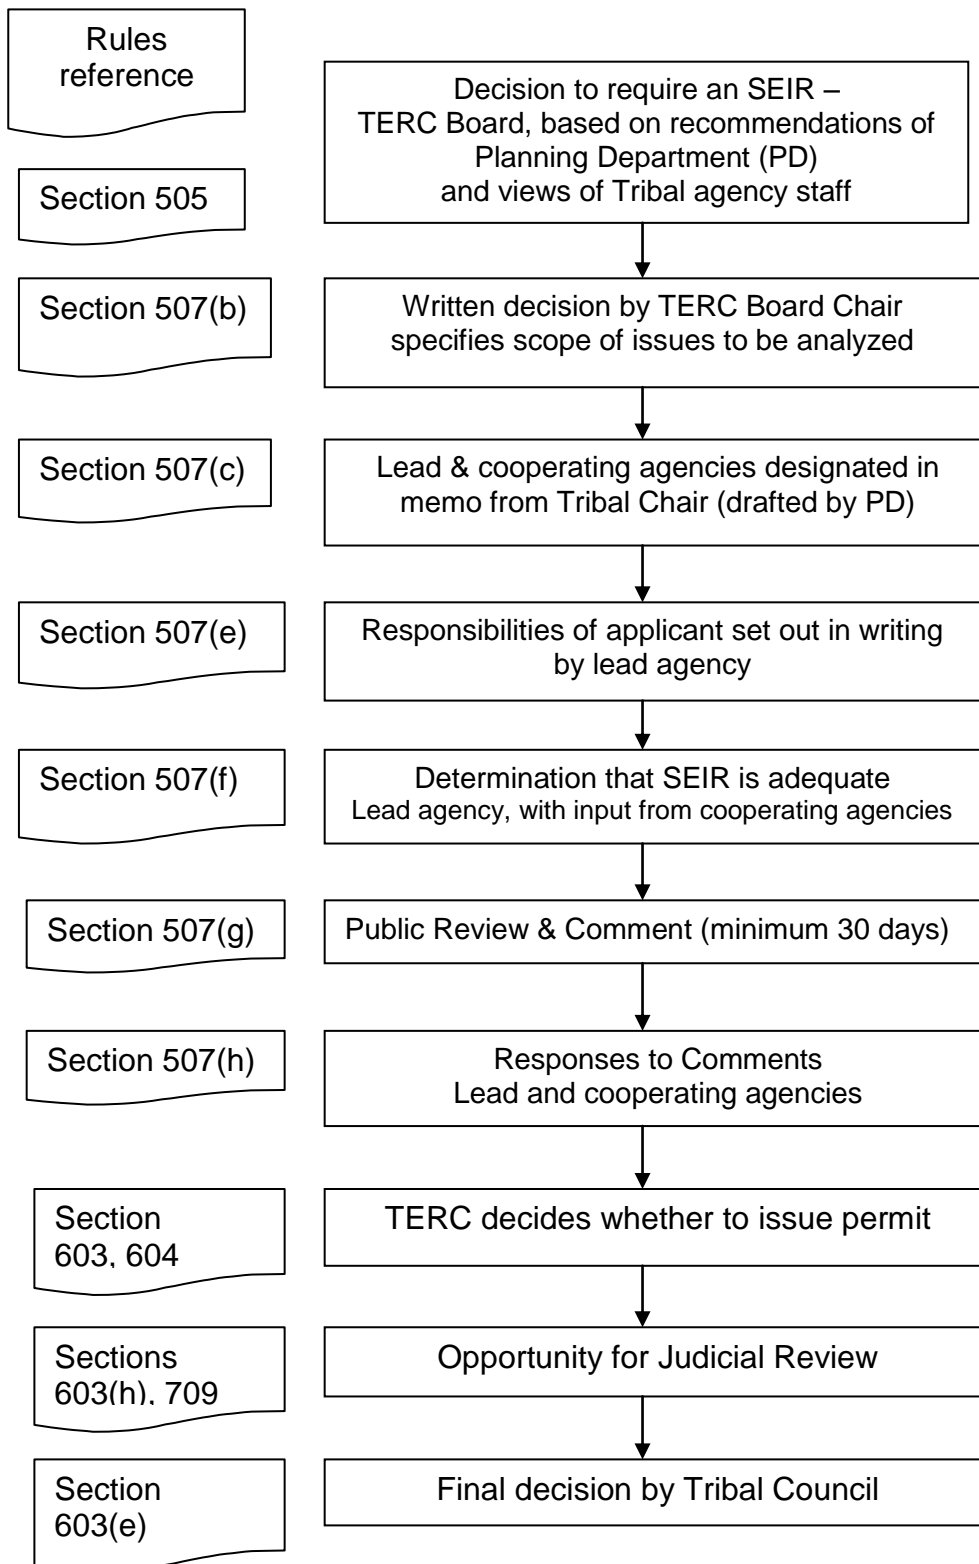 Rules
reference
Decision to require an SEIR –
TERC Board, based on recommendations of
Planning Department (PD)
and views of Tribal agency staff
Section 505
Section 507(b)
Written decision by TERC Board Chair
specifies scope of issues to be analyzed
Section 507(c)
Lead & cooperating agencies designated in
memo from Tribal Chair (drafted by PD)
Section 507(e)
Responsibilities of applicant set out in writing
by lead agency
Section 507(f)
Determination that SEIR is adequate
Lead agency, with input from cooperating agencies
Section 507(g)
Public Review & Comment (minimum 30 days)
Section 507(h)
Responses to Comments
Lead and cooperating agencies
Section
603, 604
TERC decides whether to issue permit
Sections
603(h), 709
Opportunity for Judicial Review
Section
603(e)
Final decision by Tribal Council